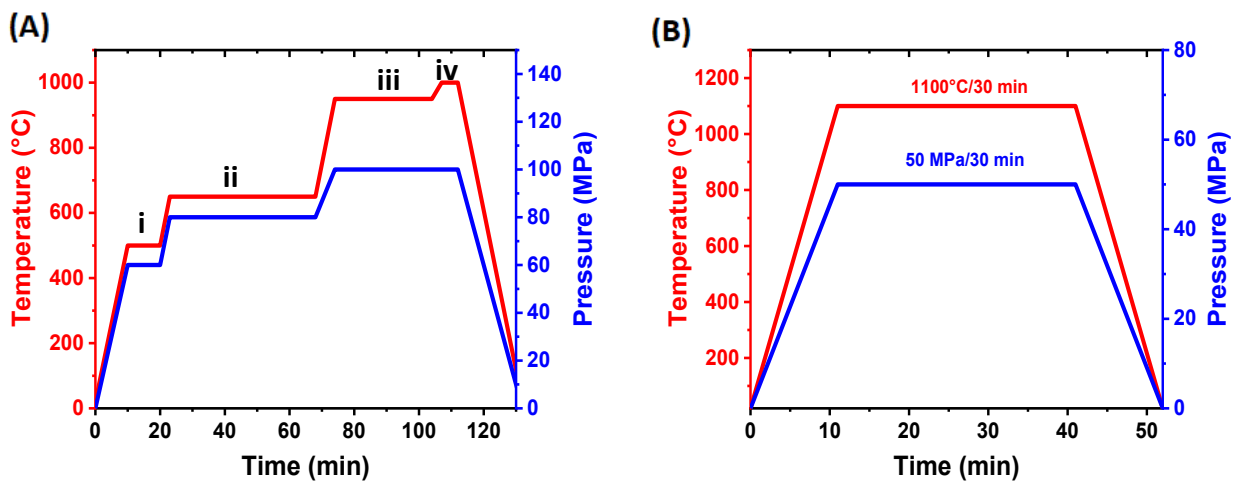 (A)
Temperature (°C)
1000
800
600
400
200
0
i
ii
iii
iv
140
120
100
80
60
40
20
0
Pressure (MPa)
0 20 40 60 80 100 120
Time (min)
(B)
Temperature (°C)
1200
1000
800
600
400
200
1100°C/30 min
50 MPa/30 min
80
60
40
20
0
Pressure (MPa)
0 10 20 30 40 50
Time (min)